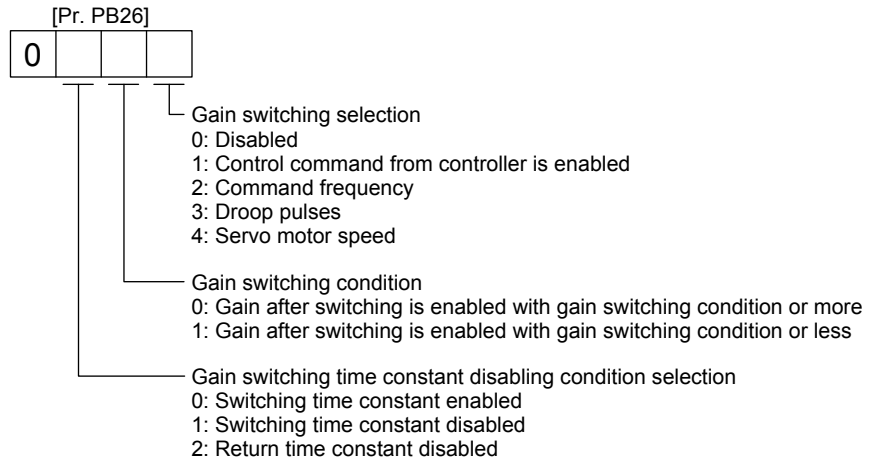 [Pr. PB26]
0
Gain switching selection
0: Disabled
1: Control command from controller is enabled
2: Command frequency
3: Droop pulses
4: Servo motor speed
Gain switching condition
0: Gain after switching is enabled with gain switching condition or more
1: Gain after switching is enabled with gain switching condition or less
Gain switching time constant disabling condition selection
0: Switching time constant enabled
1: Switching time constant disabled
2: Return time constant disabled